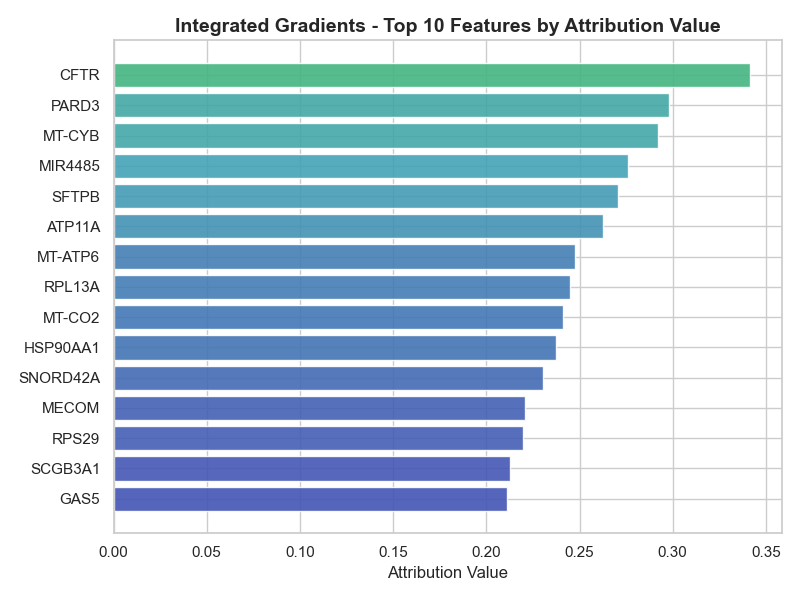 Integrated Gradients - Top 10 Features by Attribution Value
CFTR
PARD3
MT-CYB
MIR4485
SFTPB
ATP11A
MT-ATP6
RPL13A
MT-CO2
HSP90AA1
SNORD42A
MECOM
RPS29
SCGB3A1
GAS5
0.00 0.05 0.10 0.15 0.20 0.25 0.30 0.35
Attribution Value